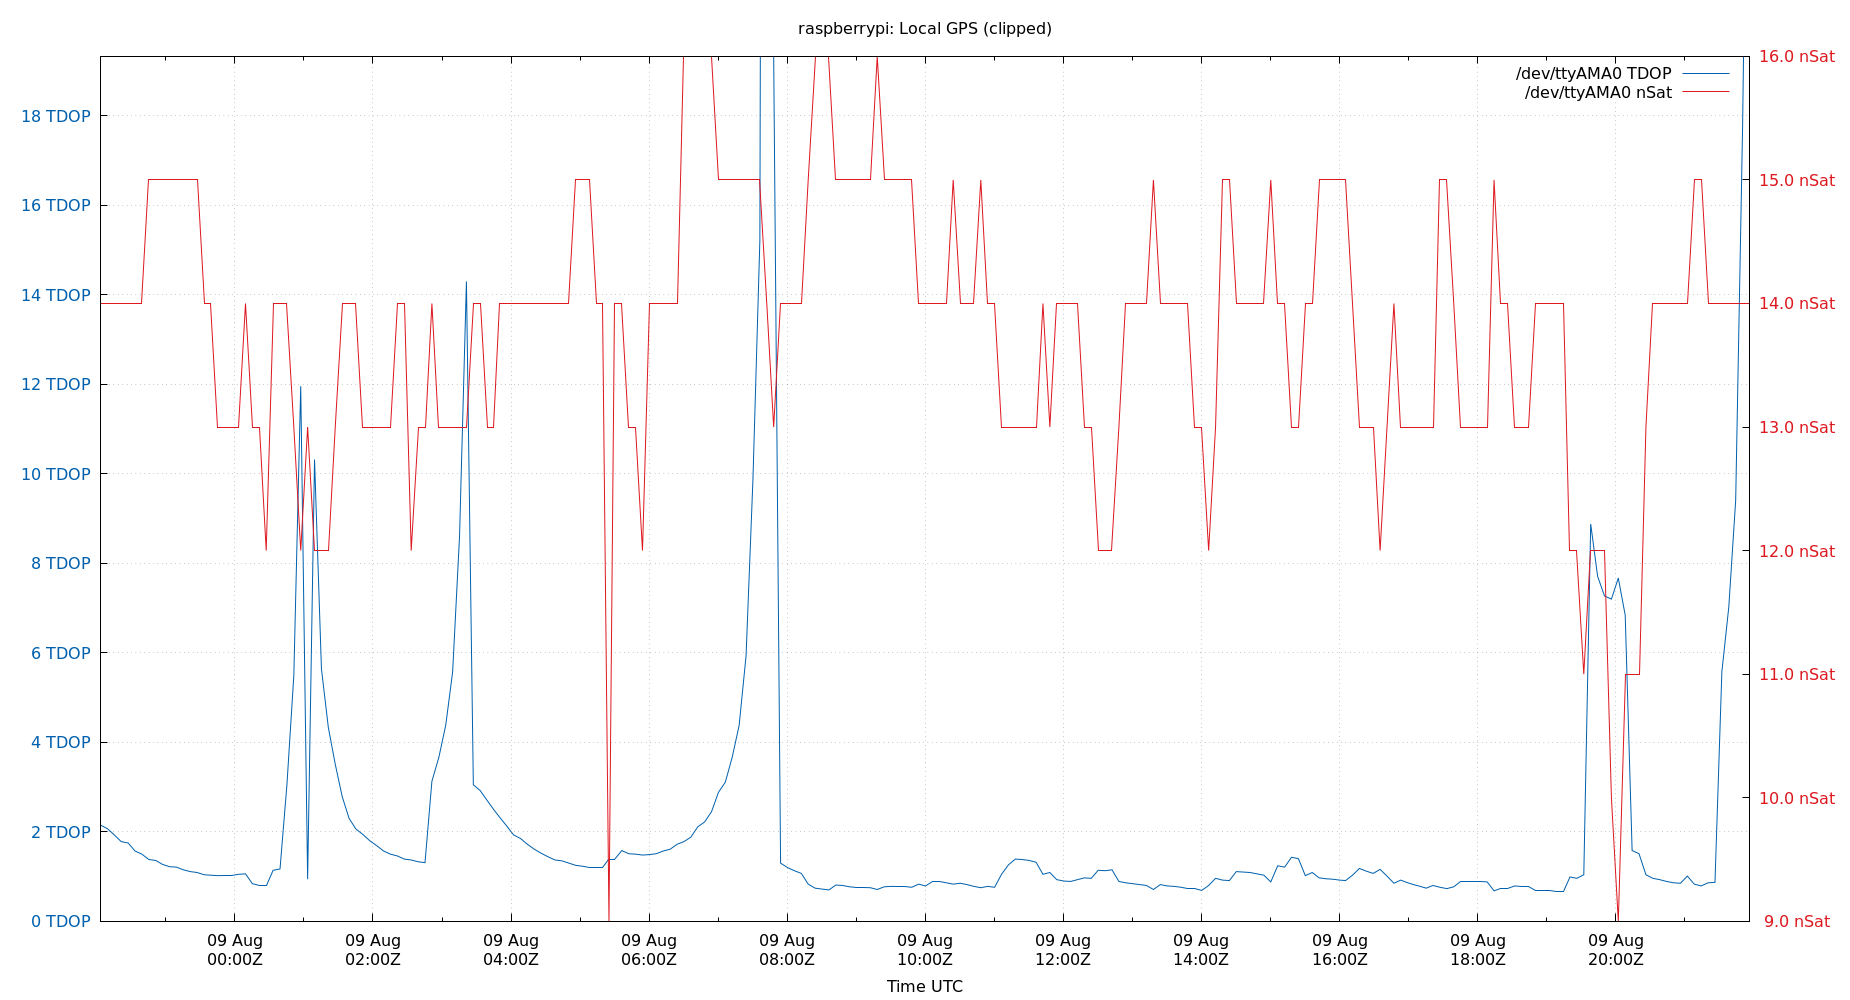 raspberrypi: Local GPS (clipped)
/dev/ttyAMA0 TDOP
/dev/ttyAMA0 nSat
18 TDOP
16 TDOP
14 TDOP
12 TDOP
10 TDOP
8 TDOP
6 TDOP
4 TDOP
2 TDOP
0 TDOP
16.0 nSat
15.0 nSat
14.0 nSat
13.0 nSat
12.0 nSat
11.0 nSat
10.0 nSat
9.0 nSat
09 Aug 09 Aug 09 Aug 09 Aug 09 Aug 09 Aug 09 Aug 09 Aug 09 Aug 09 Aug 09 Aug
00:00Z 02:00Z 04:00Z 06:00Z 08:00Z 10:00Z 12:00Z 14:00Z 16:00Z 18:00Z 20:00Z
Time UTC